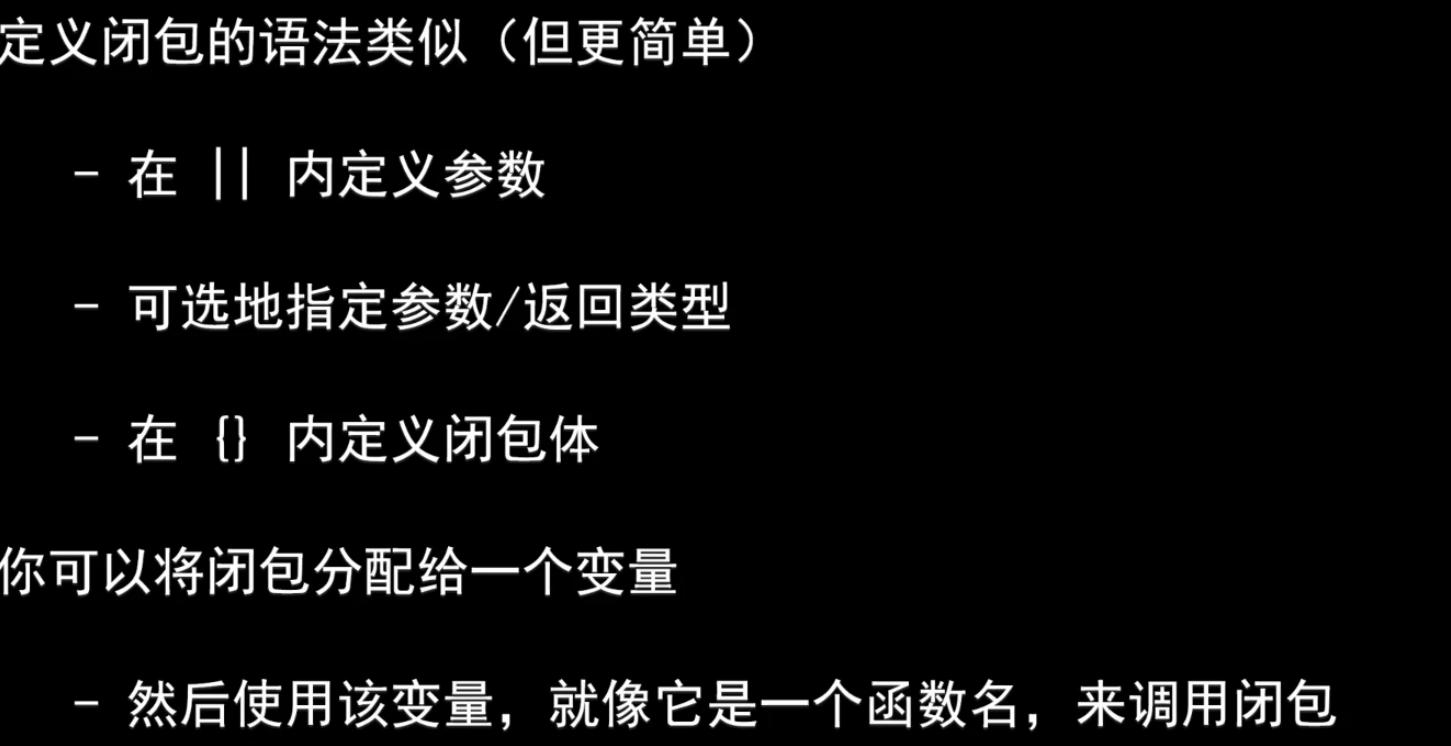 定义闭包的语法类似（但更简单）
- 在 || 内定义参数
- 可选地指定参数/返回类型
- 在 {} 内定义闭包体
你可以将闭包分配给一个变量
- 然后使用该变量，就像它是一个函数名，来调用闭包